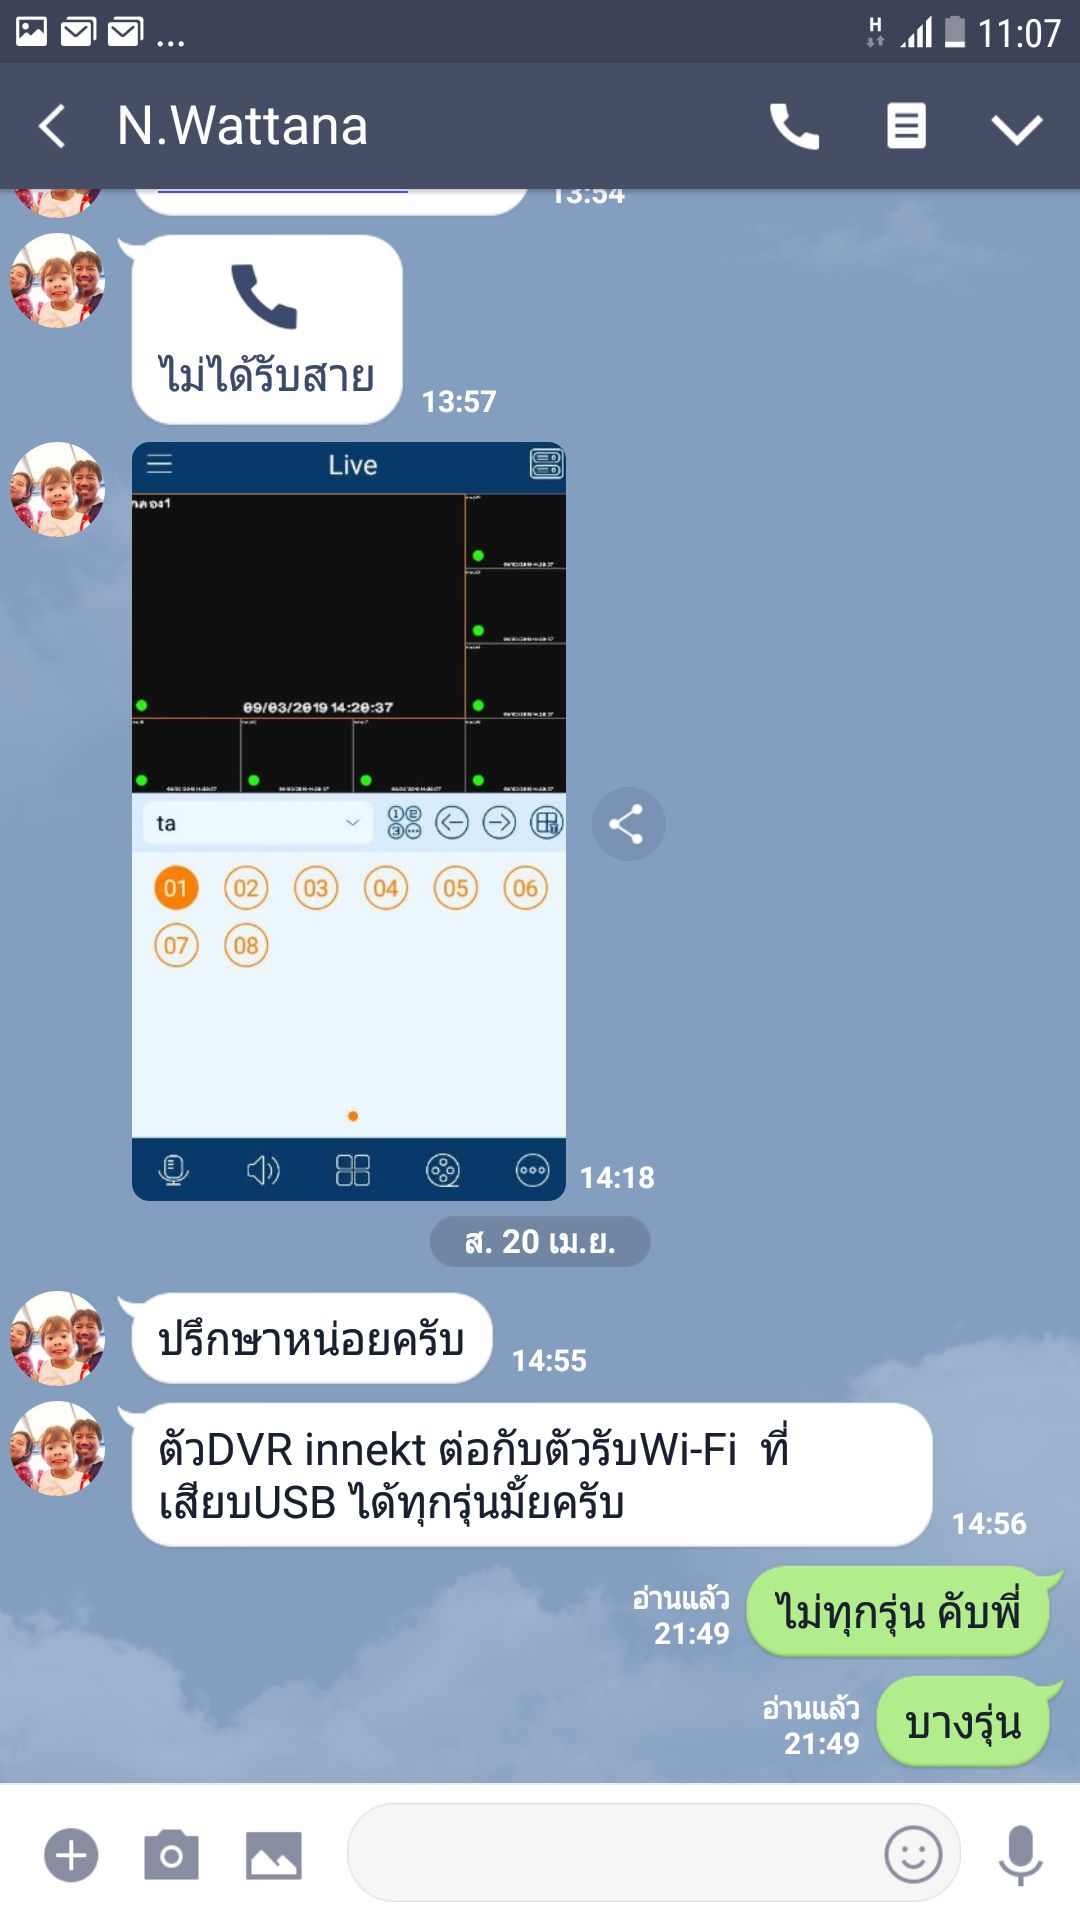 11:07
N.Wattana
13:54
ไม่ได้รับสาย
13:57
Live
กล้อง1
09/03/2019 14:20:37
ta
01 02 03 04 05 06
07 08
14:18
ส. 20 เม.ย.
ปรึกษาหน่อยครับ
14:55
ตัวDVR innekt ต่อกับตัวรับWi-Fi ที่
เสียบUSB ได้ทุกรุ่นมั้ยครับ
14:56
อ่านแล้ว
21:49
ไม่ทุกรุ่น คับพี่
อ่านแล้ว
21:49
บางรุ่น